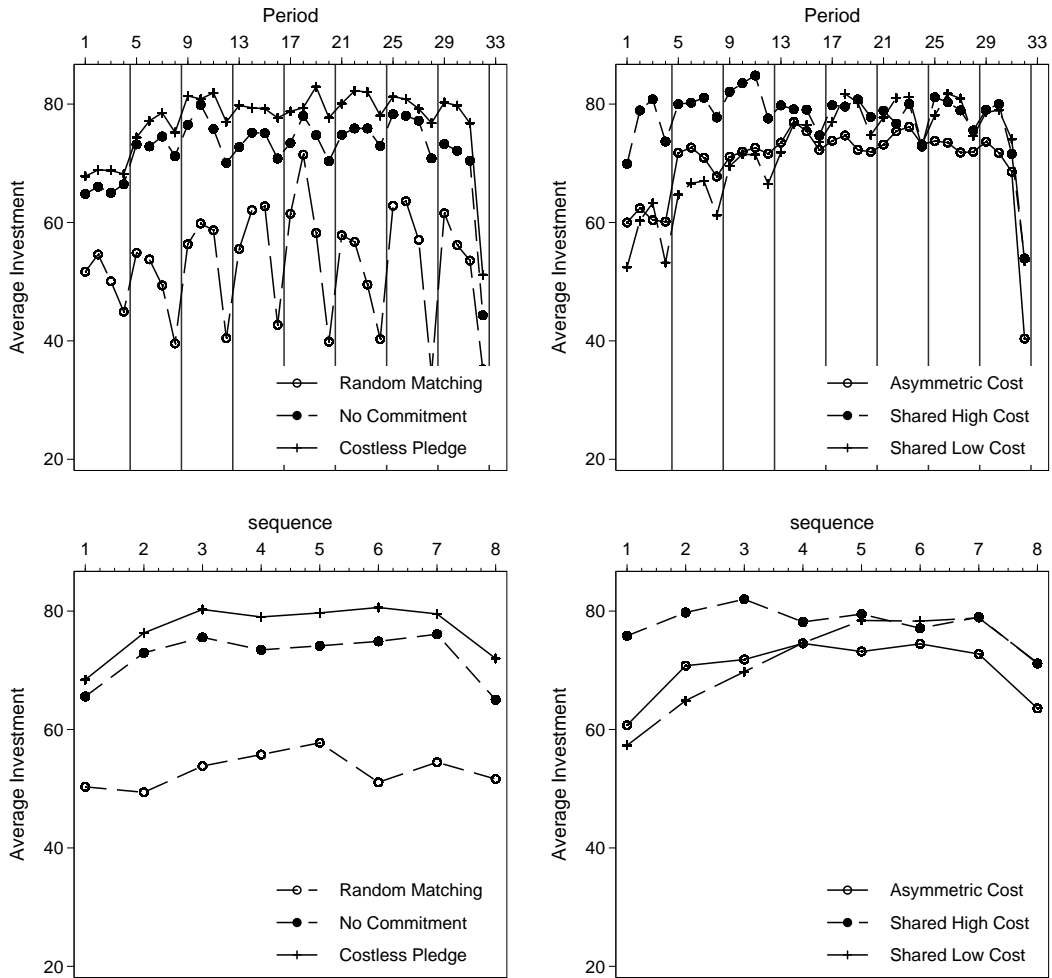 Period
1 5 9 13 17 21 25 29 33
80
60
40
20
Average Investment
Random Matching
No Commitment
Costless Pledge
Period
1 5 9 13 17 21 25 29 33
80
60
40
20
Average Investment
Asymmetric Cost
Shared High Cost
Shared Low Cost
sequence
1 2 3 4 5 6 7 8
80
60
40
20
Average Investment
Random Matching
No Commitment
Costless Pledge
sequence
1 2 3 4 5 6 7 8
80
60
40
20
Average Investment
Asymmetric Cost
Shared High Cost
Shared Low Cost